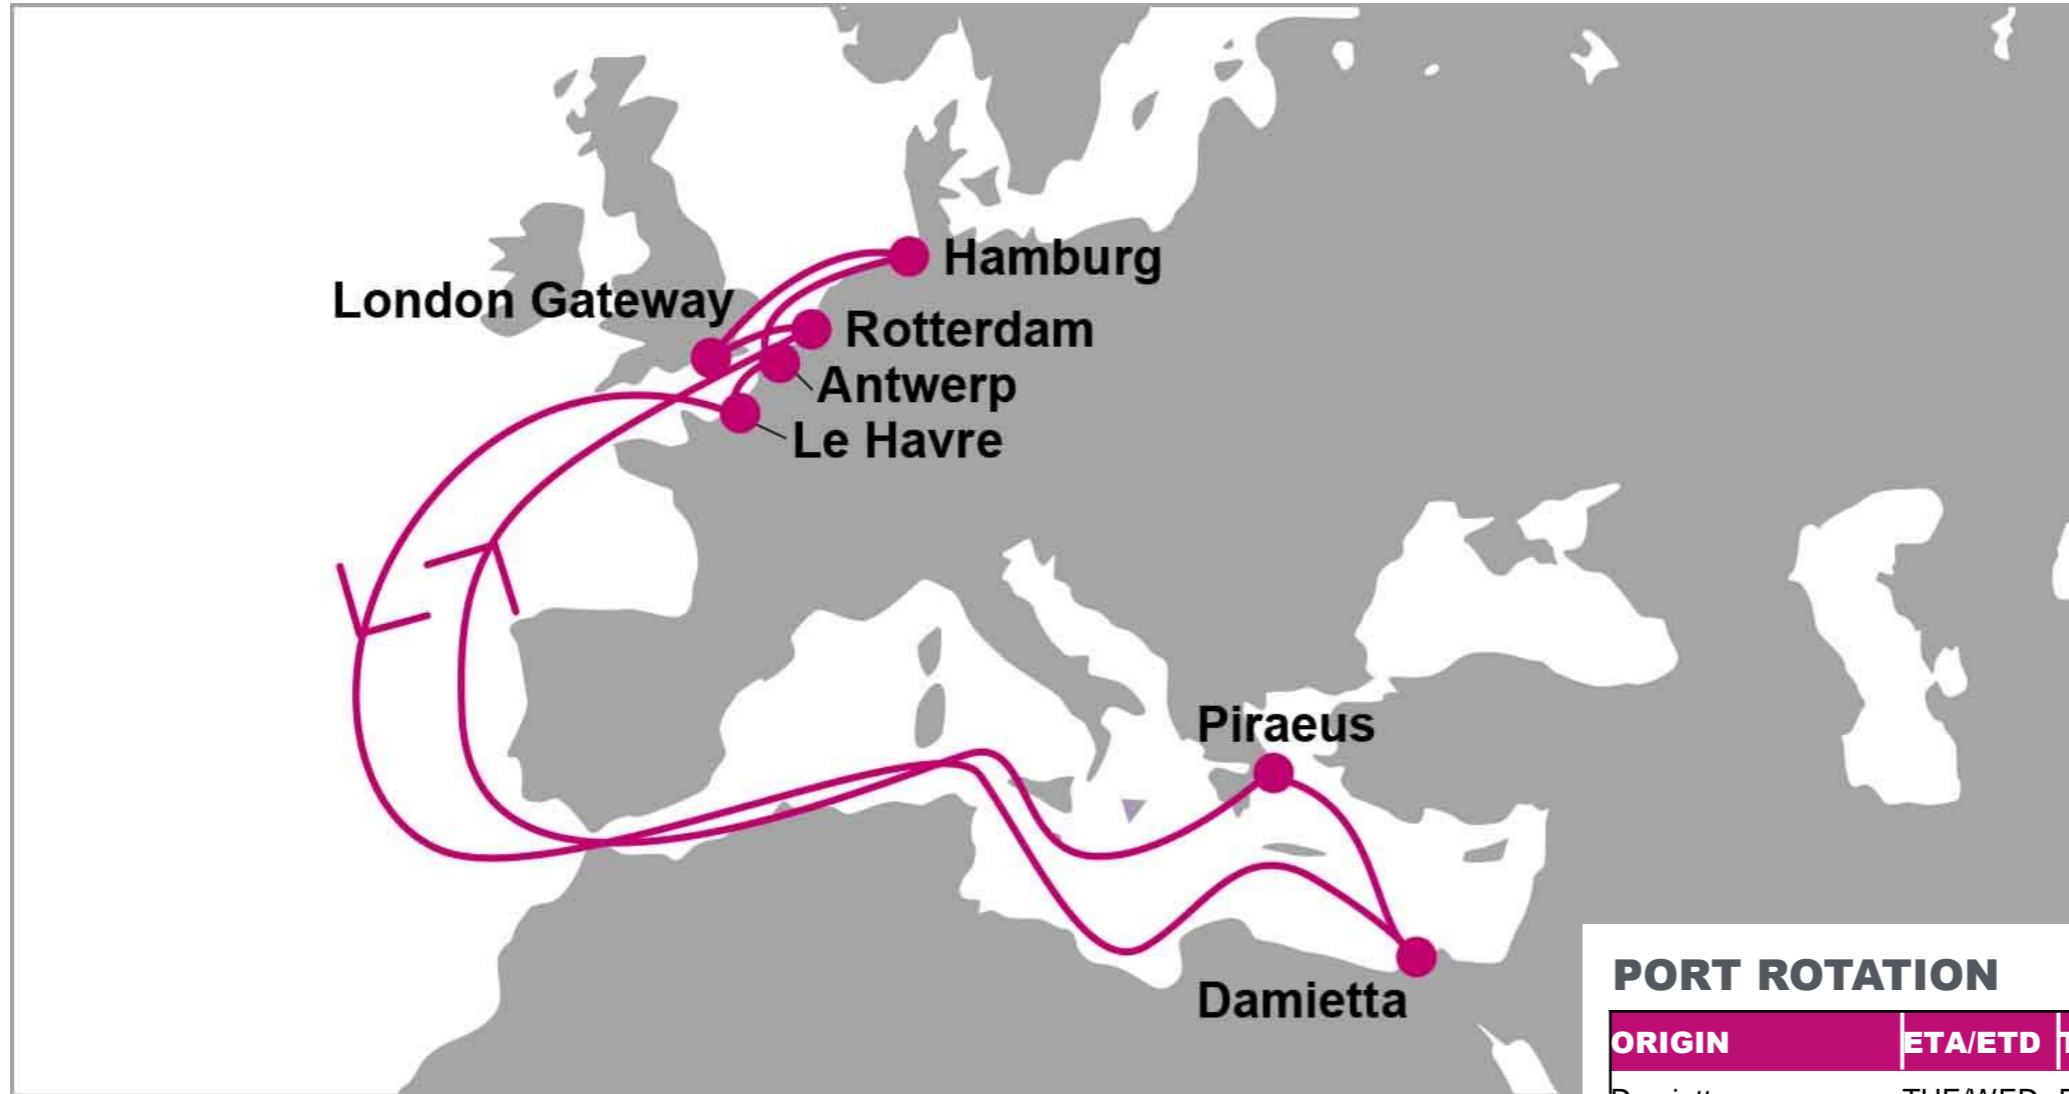 Hamburg
London Gateway
Rotterdam
Antwerp
Le Havre
Piraeus
Damietta
PORT ROTATION
ORIGIN ETA/ETD